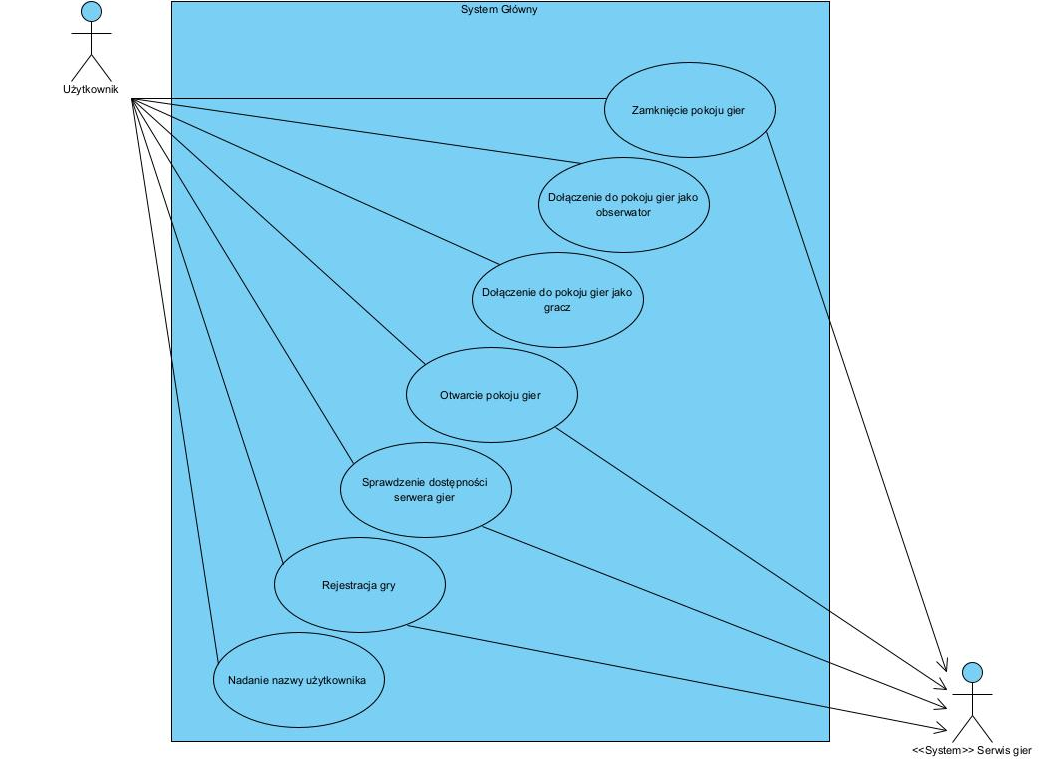 System Główny
Użytkownik
Zamknięcie pokoju gier
Dołączenie do pokoju gier jako
obserwator
Dołączenie do pokoju gier jako
gracz
Otwarcie pokoju gier
Sprawdzenie dostępności
serwera gier
Rejestracja gry
Nadanie nazwy użytkownika
<<System>> Serwis gier